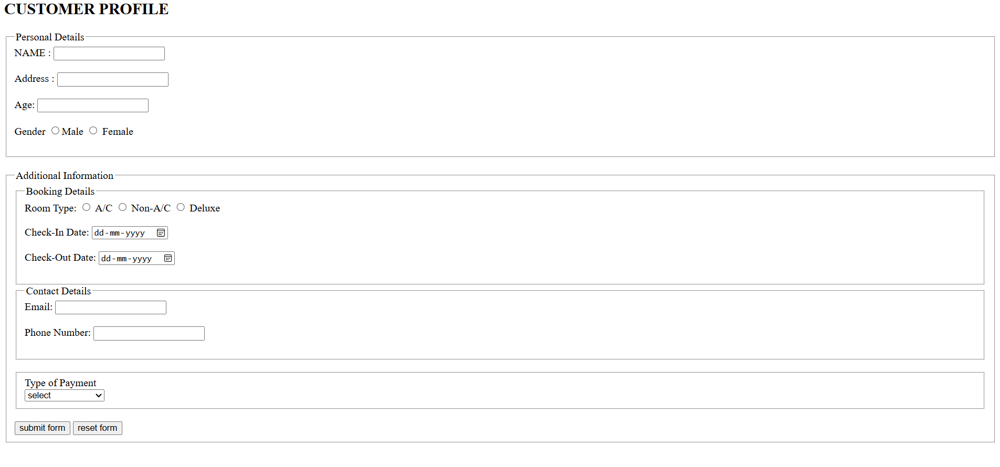 CUSTOMER PROFILE
Personal Details
NAME :
Address :
Age:
Gender Male Female
Additional Information
Booking Details
Room Type: A/C Non-A/C Deluxe
Check-In Date: dd-mm-yyyy
Check-Out Date: dd-mm-yyyy
Contact Details
Email:
Phone Number:
Type of Payment
select
submit form reset form